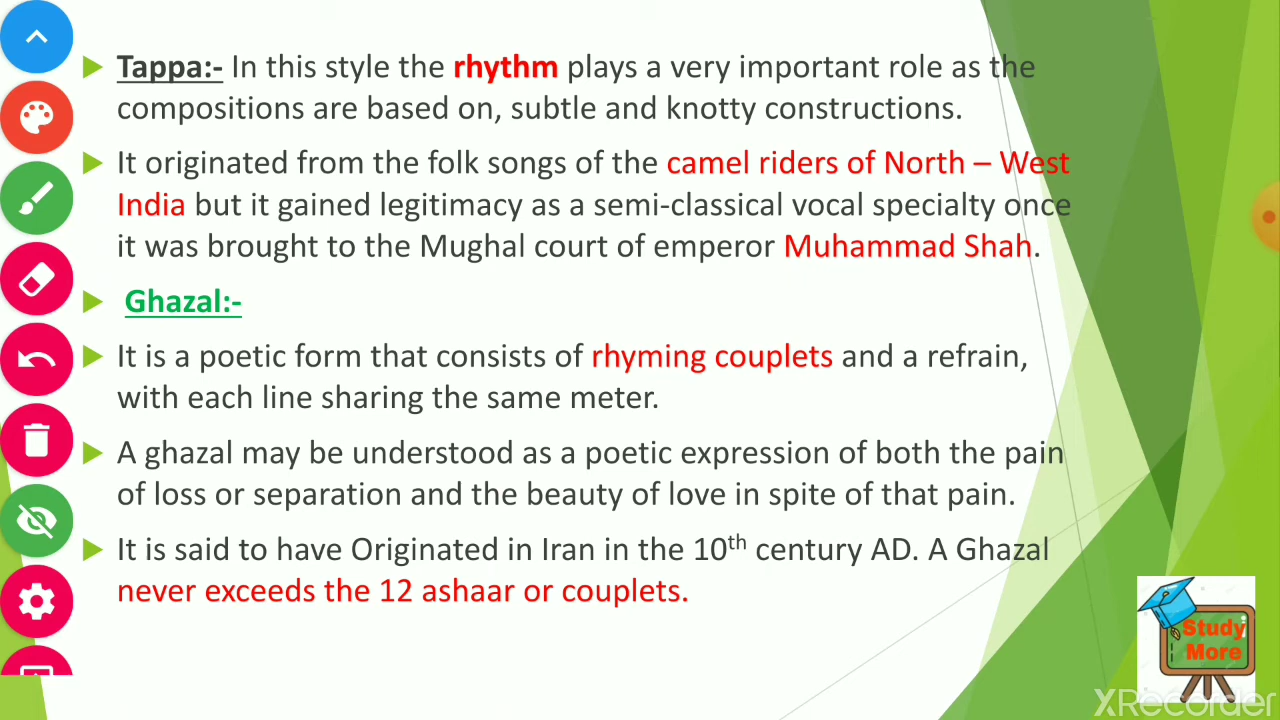 Tappa:- In this style the rhythm plays a very important role as the
compositions are based on, subtle and knotty constructions.
It originated from the folk songs of the camel riders of North – West
India but it gained legitimacy as a semi-classical vocal specialty once
it was brought to the Mughal court of emperor Muhammad Shah.
Ghazal:-
It is a poetic form that consists of rhyming couplets and a refrain,
with each line sharing the same meter.
A ghazal may be understood as a poetic expression of both the pain
of loss or separation and the beauty of love in spite of that pain.
It is said to have Originated in Iran in the 10th century AD. A Ghazal
never exceeds the 12 ashaar or couplets.
Study
More
XRecorder